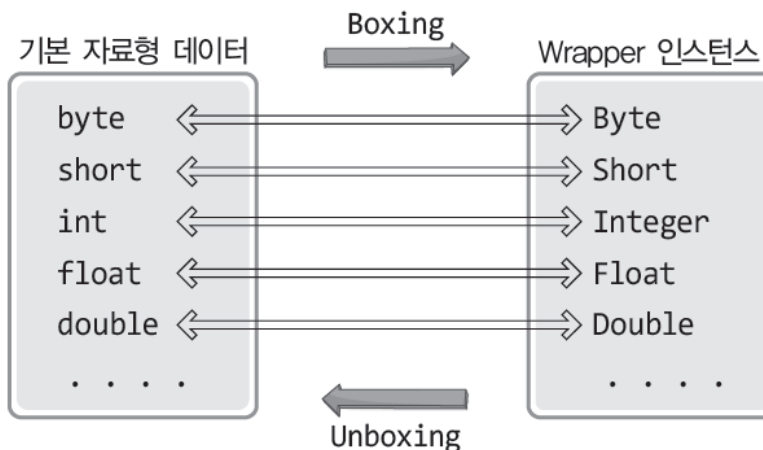 Boxing
기본 자료형 데이터
Wrapper 인스턴스
byte
Byte
short
Short
int
Integer
float
Float
double
Double
. . . .
. . . .
Unboxing